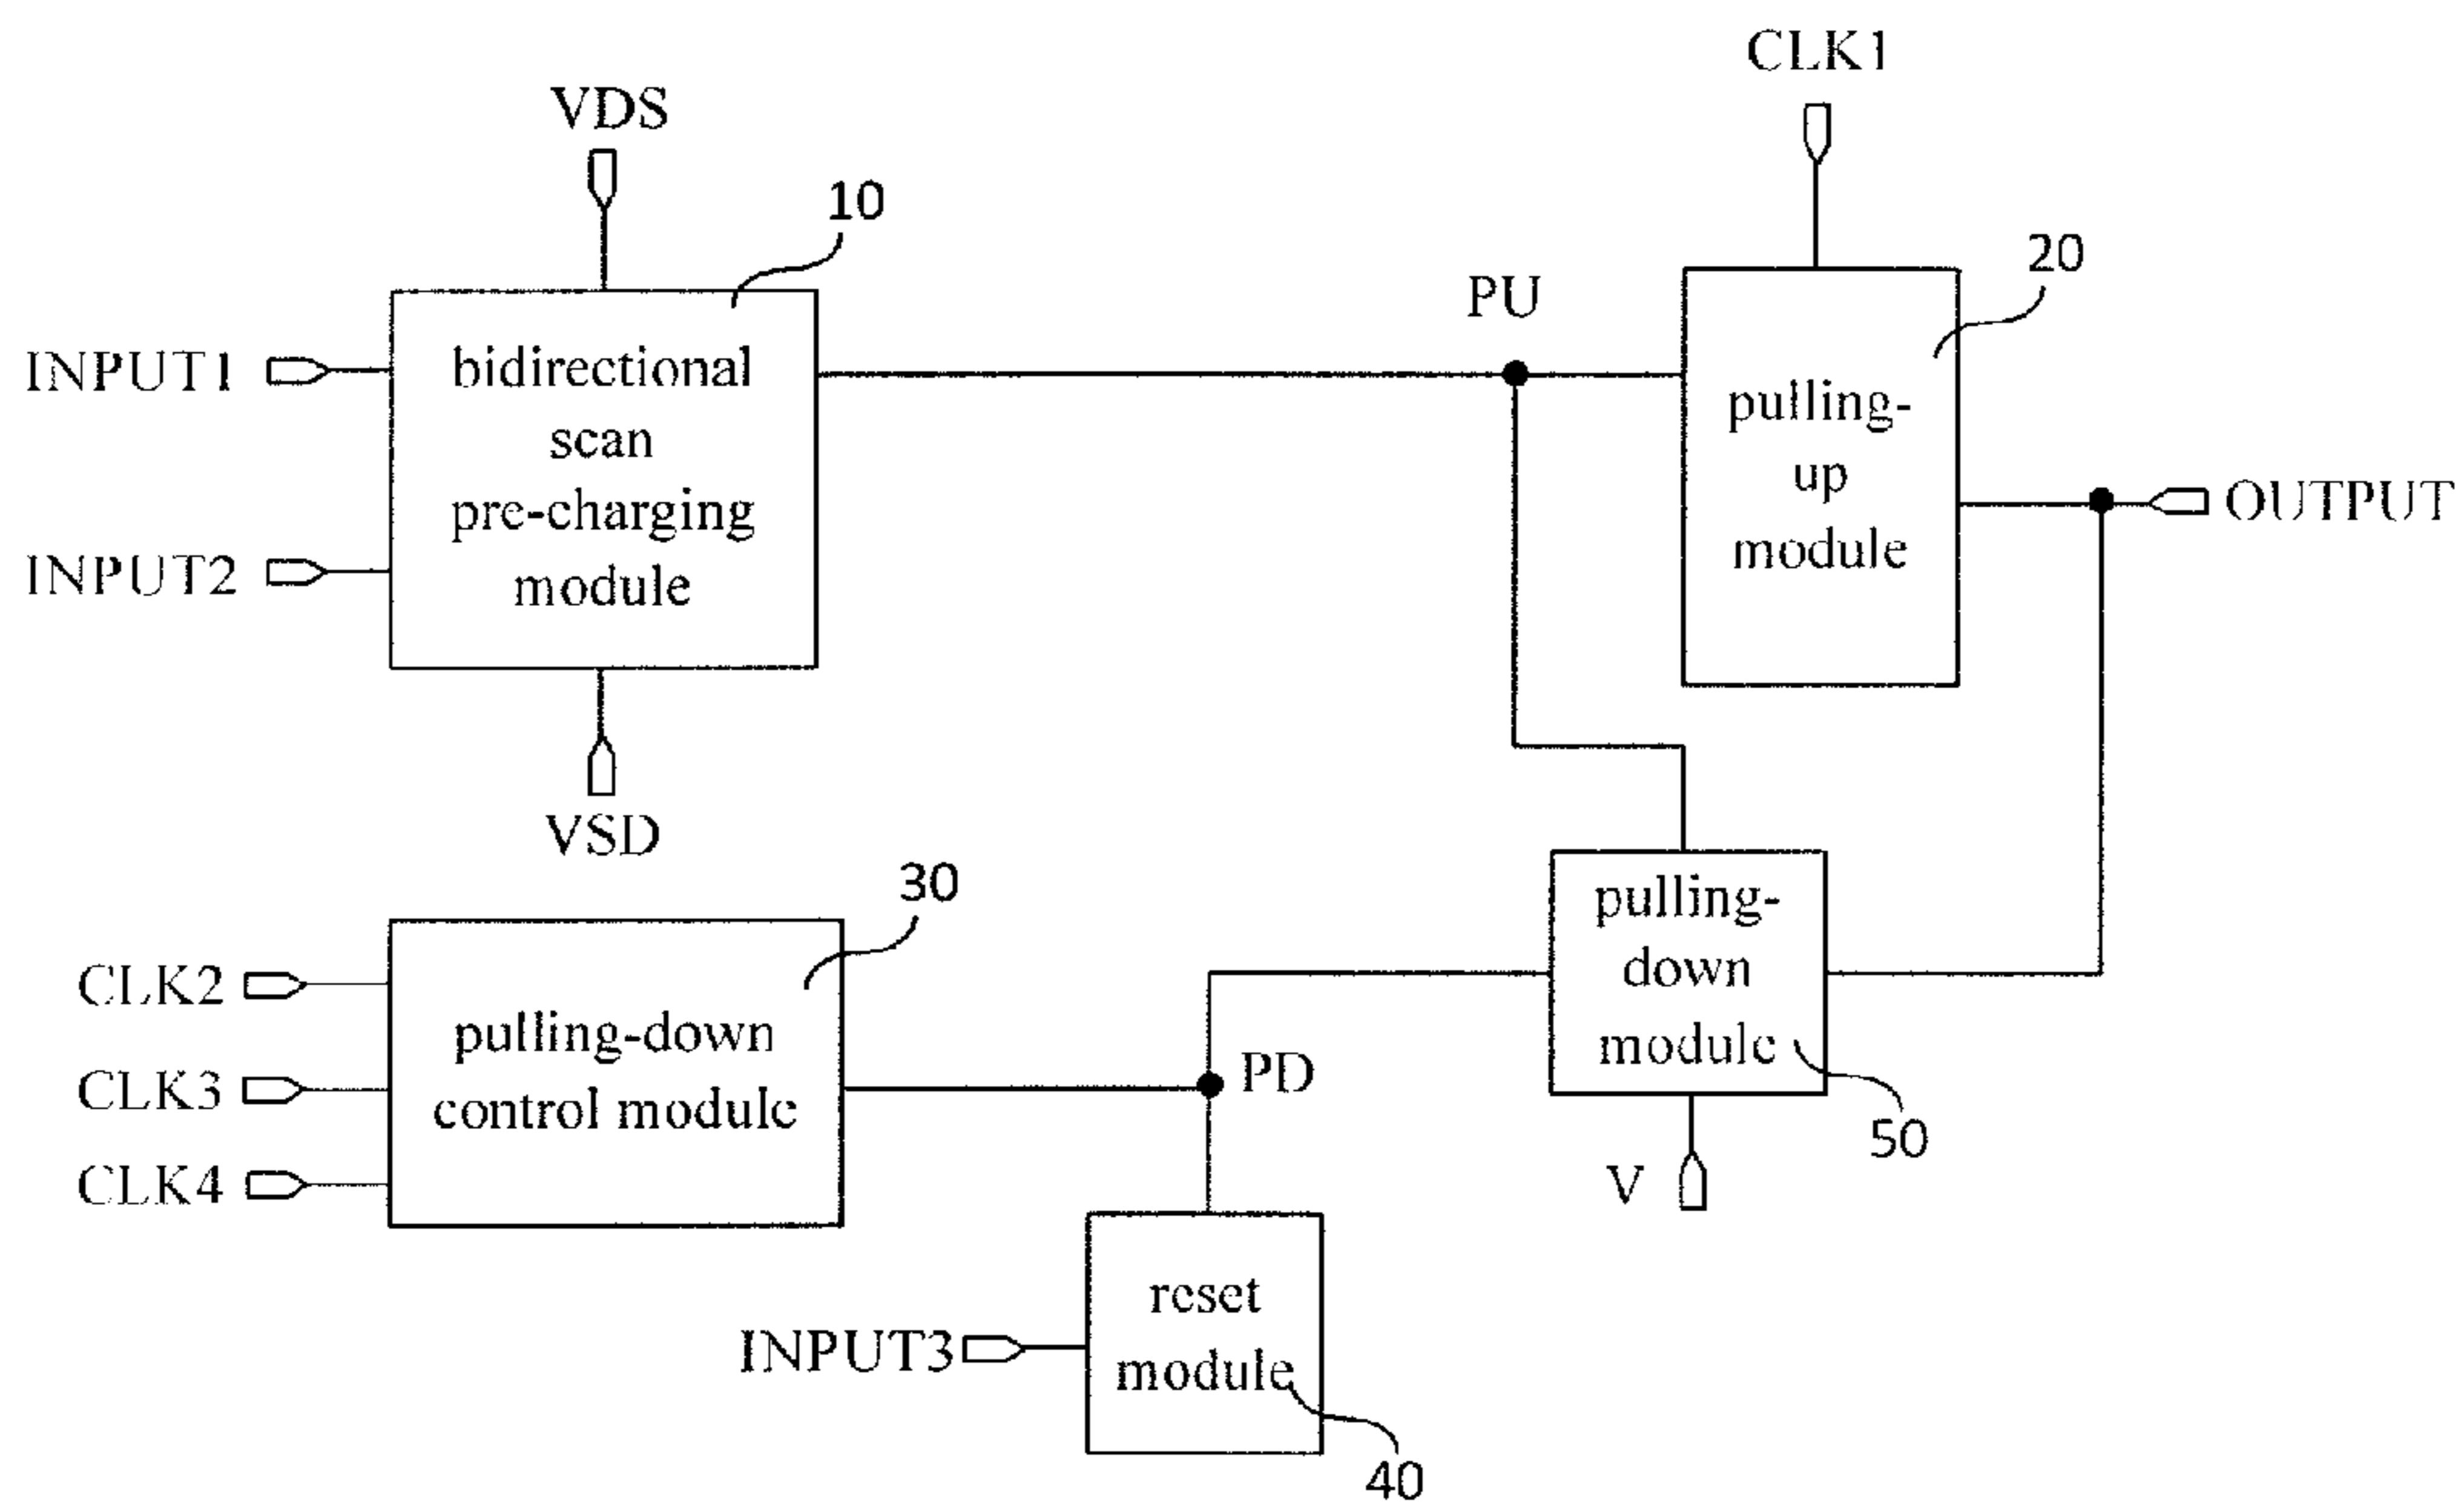 CLK1
VDS
10
20
PU
INPUT1
bidirectional
scan
pre-charging
module
pulling-
up
module
OUTPUT
INPUT2
VSD
30
pulling-
down
module
CLK2
CLK3
CLK4
pulling-down
control module
PD
50
V
reset
module
INPUT3
40